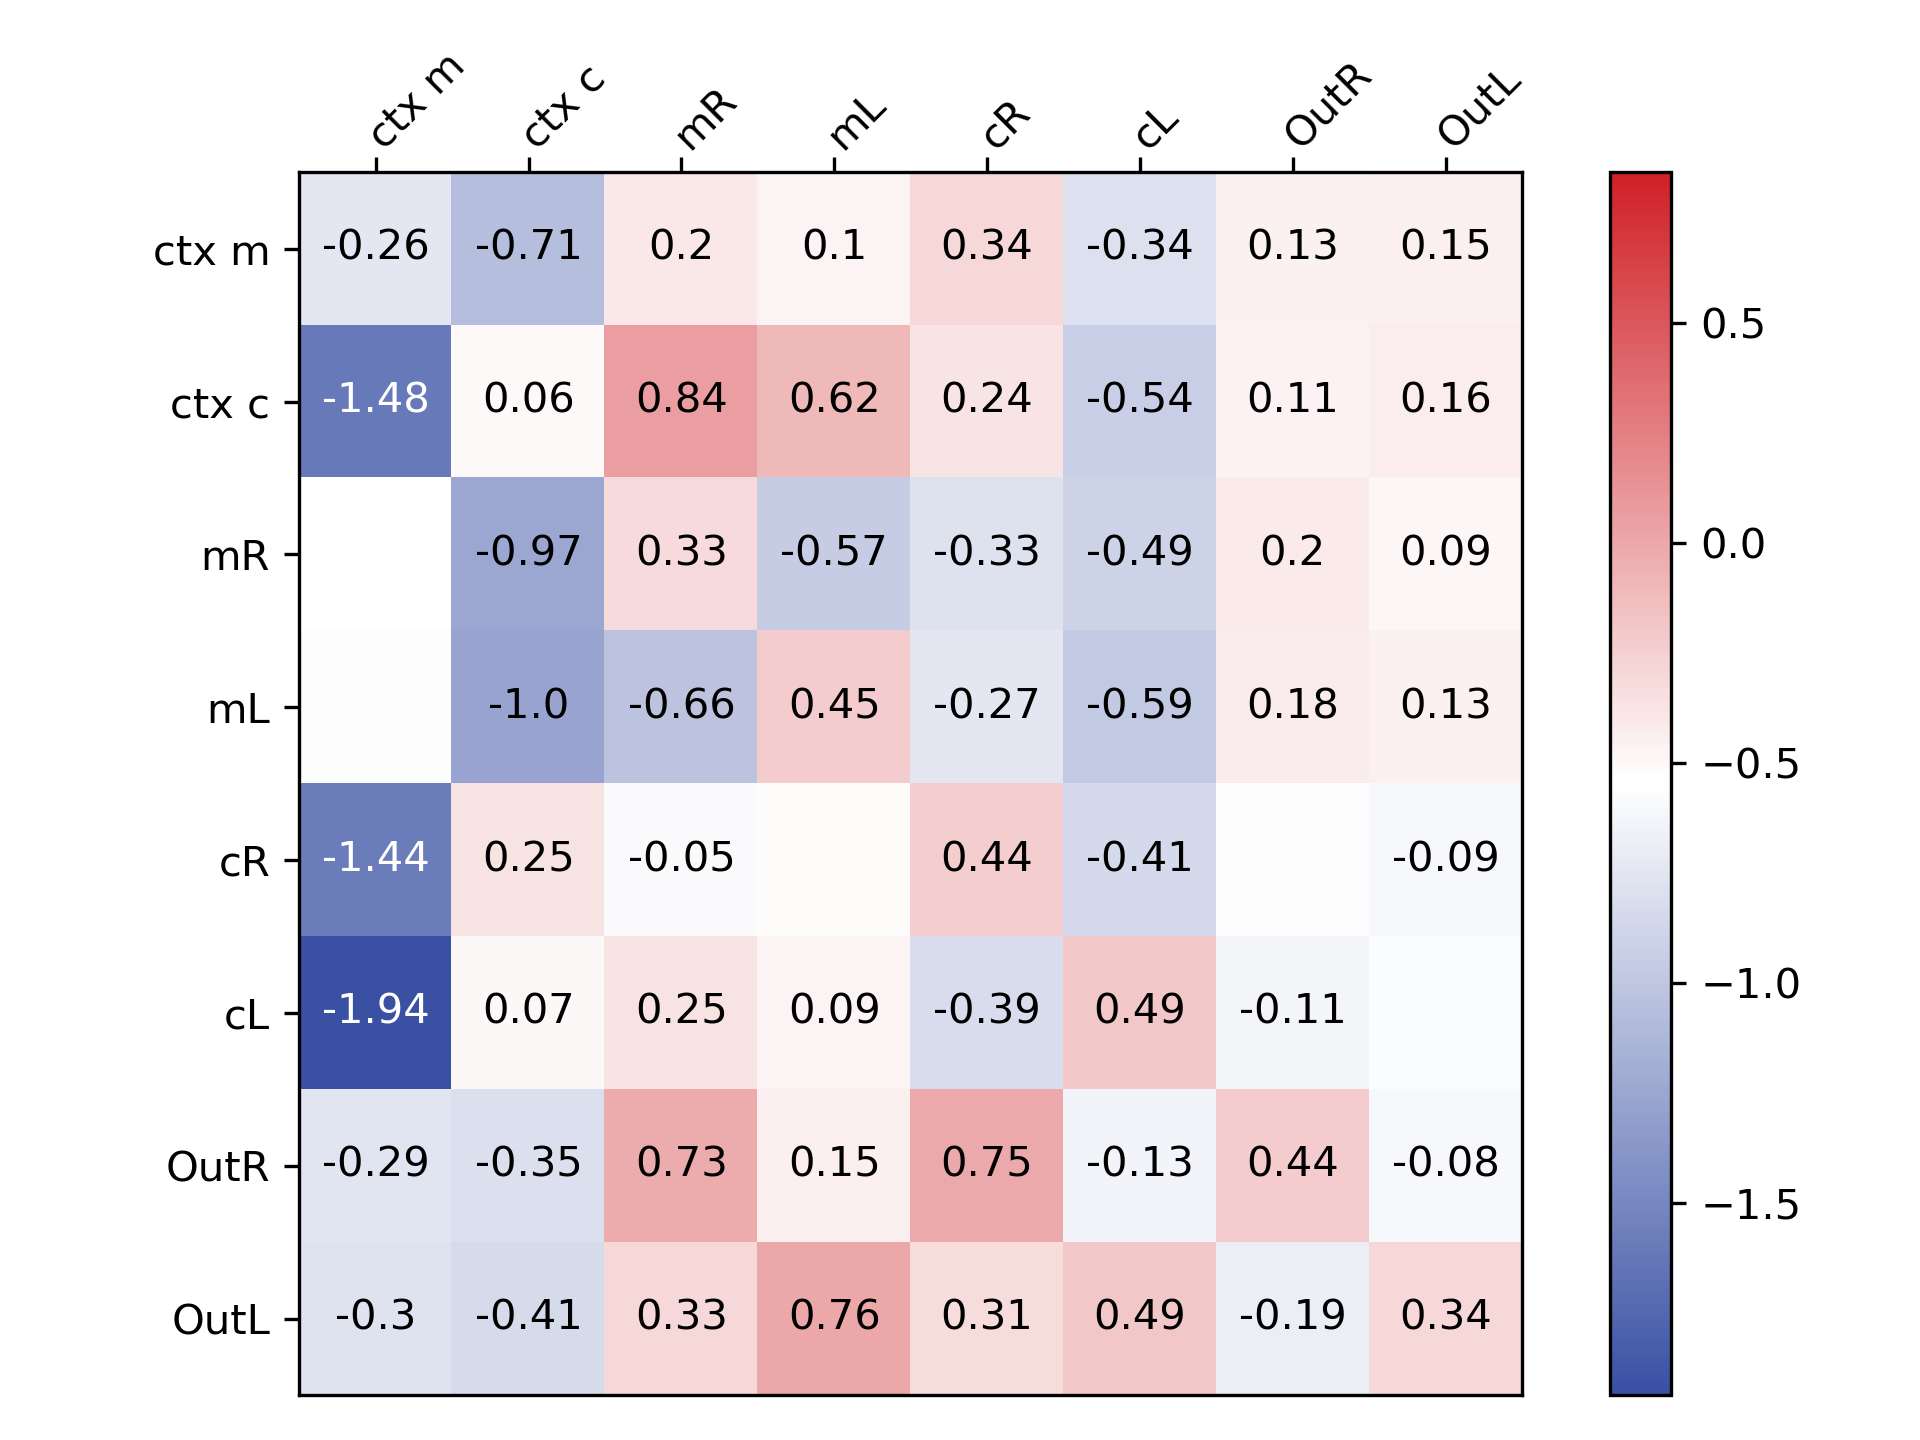 ctx m ctx c mR mL cR cL OutR OutL
ctx m -0.26 -0.71 0.2 0.1 0.34 -0.34 0.13 0.15
0.5
ctx c -1.48 0.06 0.84 0.62 0.24 -0.54 0.11 0.16
mR -0.97 0.33 -0.57 -0.33 -0.49 0.2 0.09
0.0
mL -1.0 -0.66 0.45 -0.27 -0.59 0.18 0.13
−0.5
cR -1.44 0.25 -0.05 0.44 -0.41 -0.09
−1.0
cL -1.94 0.07 0.25 0.09 -0.39 0.49 -0.11
OutR -0.29 -0.35 0.73 0.15 0.75 -0.13 0.44 -0.08
−1.5
OutL -0.3 -0.41 0.33 0.76 0.31 0.49 -0.19 0.34